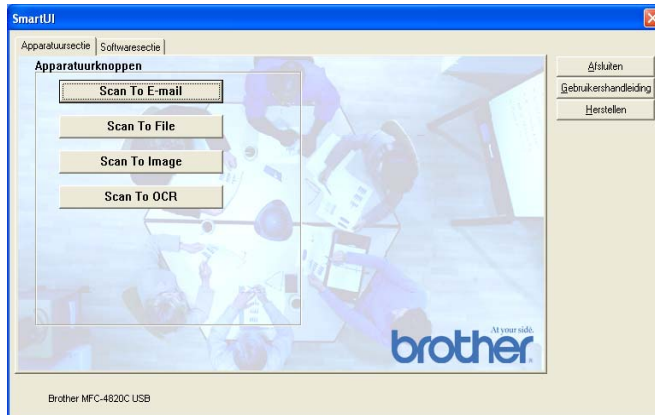 SmartUI
Apparatuursectie
Softwaresectie
Apparatuurknoppen
Scan To E-mail
Scan To File
Scan To Image
Scan To OCR
Afsluiten
Gebruikershandleiding
Herstellen
At your side.
brother
Brother MFC-4820C USB